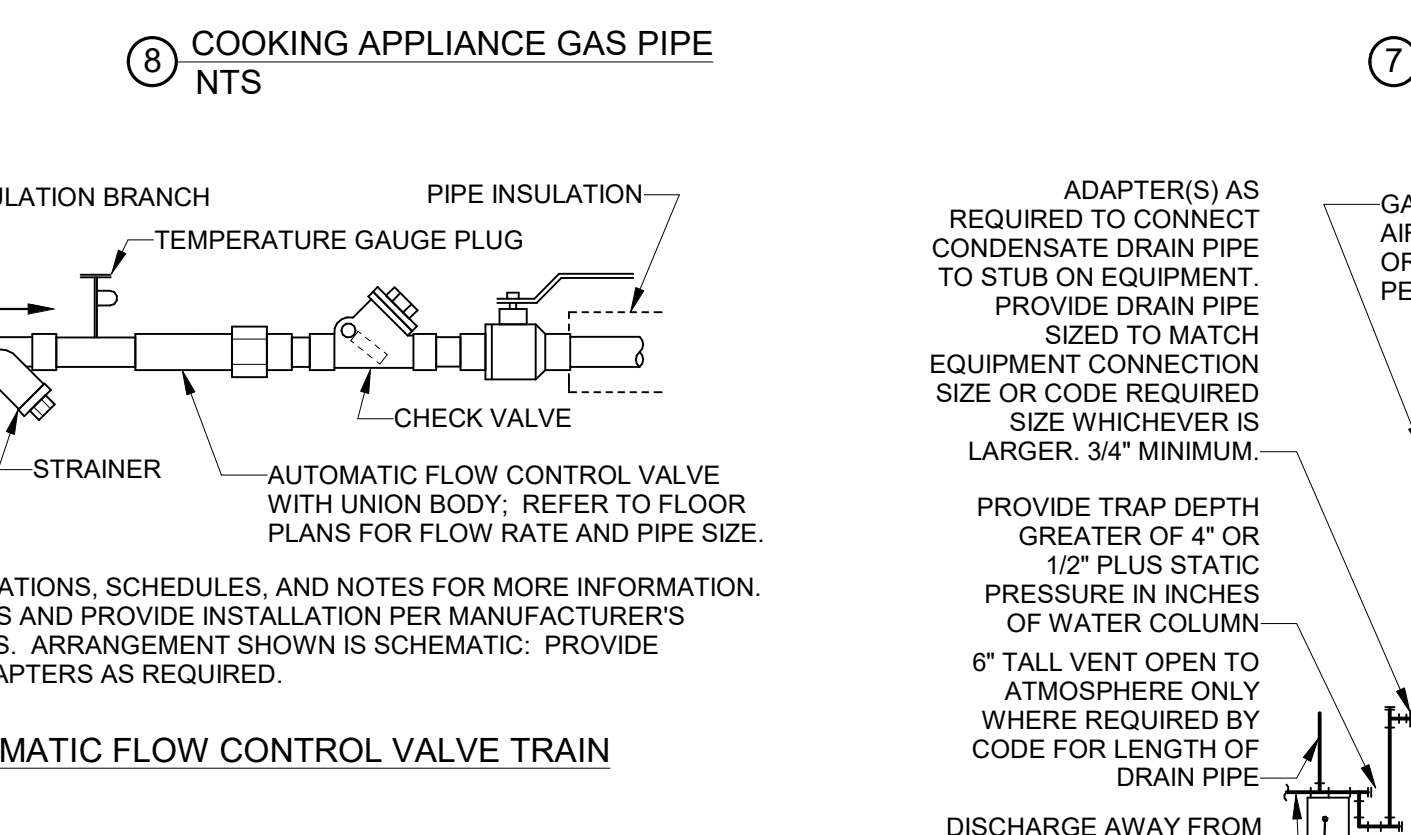 8 COOKING APPLIANCE GAS PIPE
NTS
7
ULATION BRANCH
PIPE INSULATION
TEMPERATURE GAUGE PLUG
CHECK VALVE
STRAINER
AUTOMATIC FLOW CONTROL VALVE
WITH UNION BODY; REFER TO FLOOR
PLANS FOR FLOW RATE AND PIPE SIZE.
ATIONS, SCHEDULES, AND NOTES FOR MORE INFORMATION.
S AND PROVIDE INSTALLATION PER MANUFACTURER'S
S. ARRANGEMENT SHOWN IS SCHEMATIC: PROVIDE
APTERS AS REQUIRED.
MATIC FLOW CONTROL VALVE TRAIN
ADAPTER(S) AS
REQUIRED TO CONNECT
CONDENSATE DRAIN PIPE
TO STUB ON EQUIPMENT.
PROVIDE DRAIN PIPE
SIZED TO MATCH
EQUIPMENT CONNECTION
SIZE OR CODE REQUIRED
SIZE WHICHEVER IS
LARGER. 3/4" MINIMUM.
PROVIDE TRAP DEPTH
GREATER OF 4" OR
1/2" PLUS STATIC
PRESSURE IN INCHES
OF WATER COLUMN
6" TALL VENT OPEN TO
ATMOSPHERE ONLY
WHERE REQUIRED BY
CODE FOR LENGTH OF
DRAIN PIPE
DISCHARGE AWAY FROM
GA
AIR
OR
PE